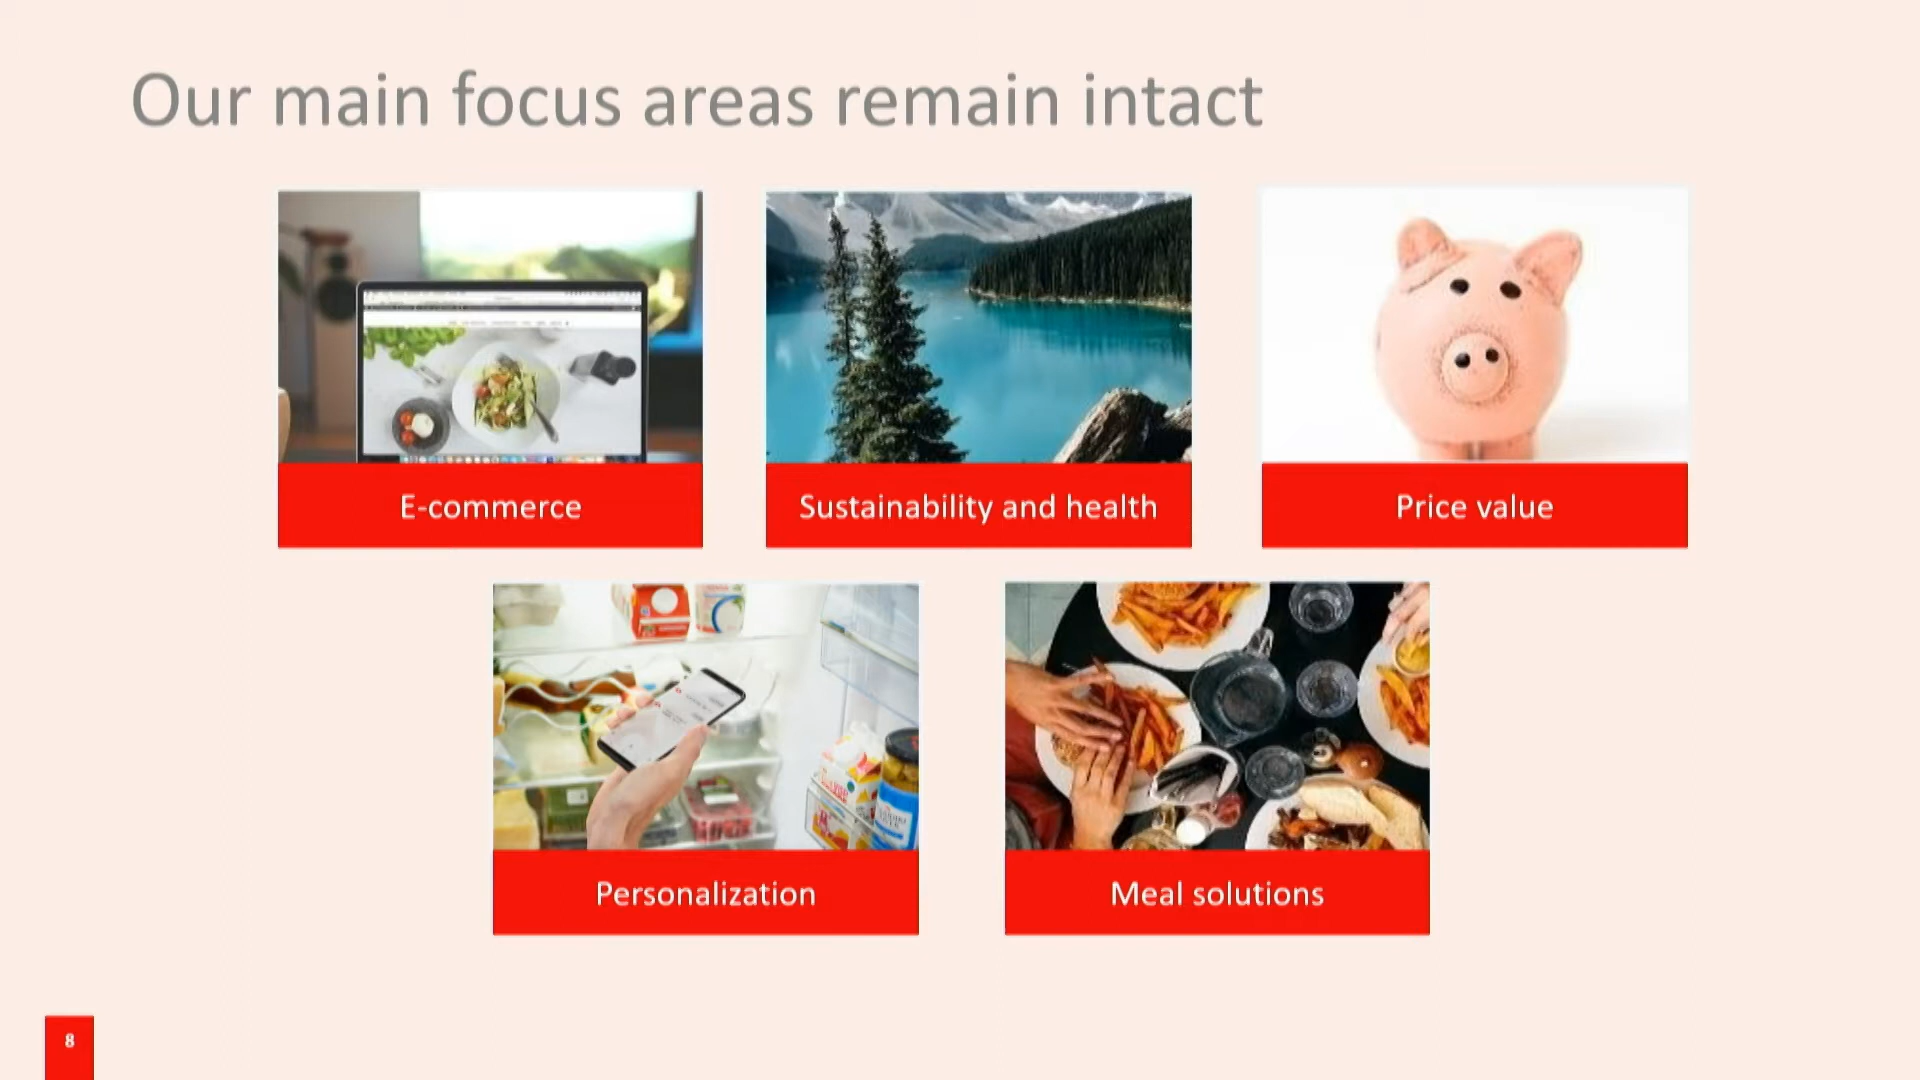 Our main focus areas remain intact
E-commerce
Sustainability and health
Price value
Personalization
Meal solutions
8